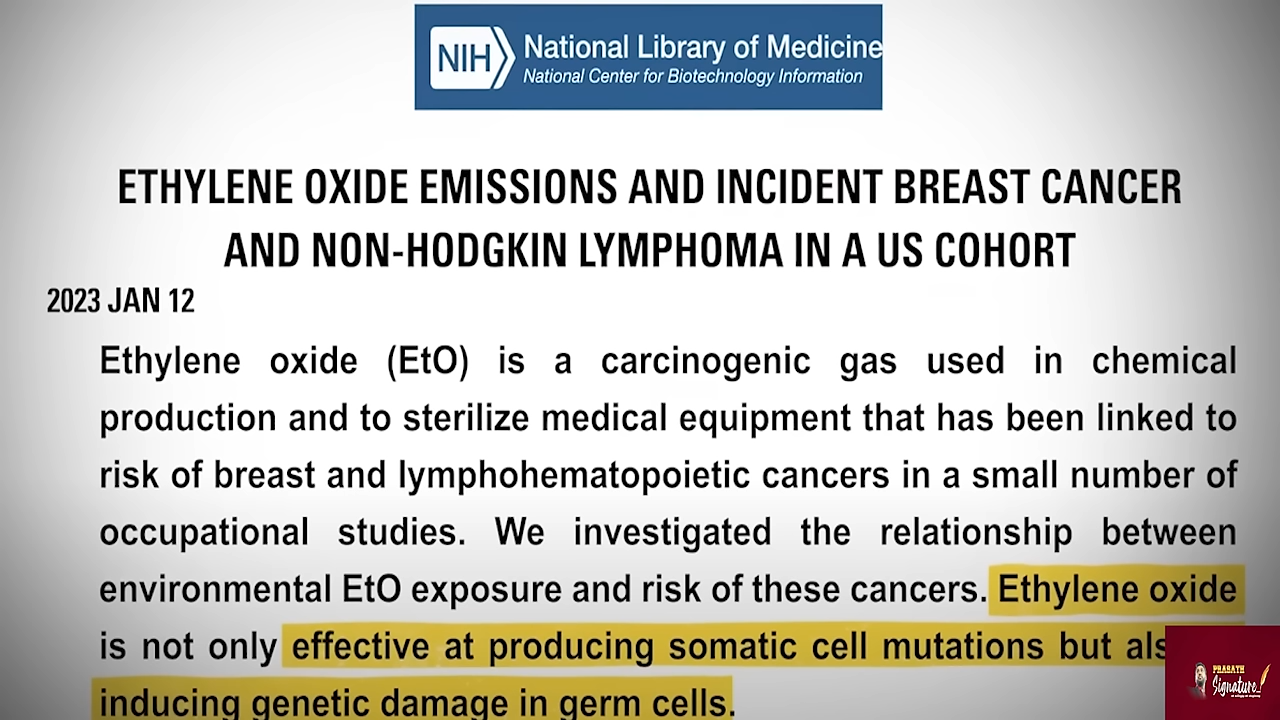 NIH National Library of Medicine
National Center for Biotechnology Information
ETHYLENE OXIDE EMISSIONS AND INCIDENT BREAST CANCER
AND NON-HODGKIN LYMPHOMA IN A US COHORT
2023 JAN 12
Ethylene oxide (EtO) is a carcinogenic gas used in chemical
production and to sterilize medical equipment that has been linked to
risk of breast and lymphohematopoietic cancers in a small number of
occupational studies. We investigated the relationship between
environmental EtO exposure and risk of these cancers. Ethylene oxide
is not only effective at producing somatic cell mutations but als
inducing genetic damage in germ cells.
PRASATH
Signature